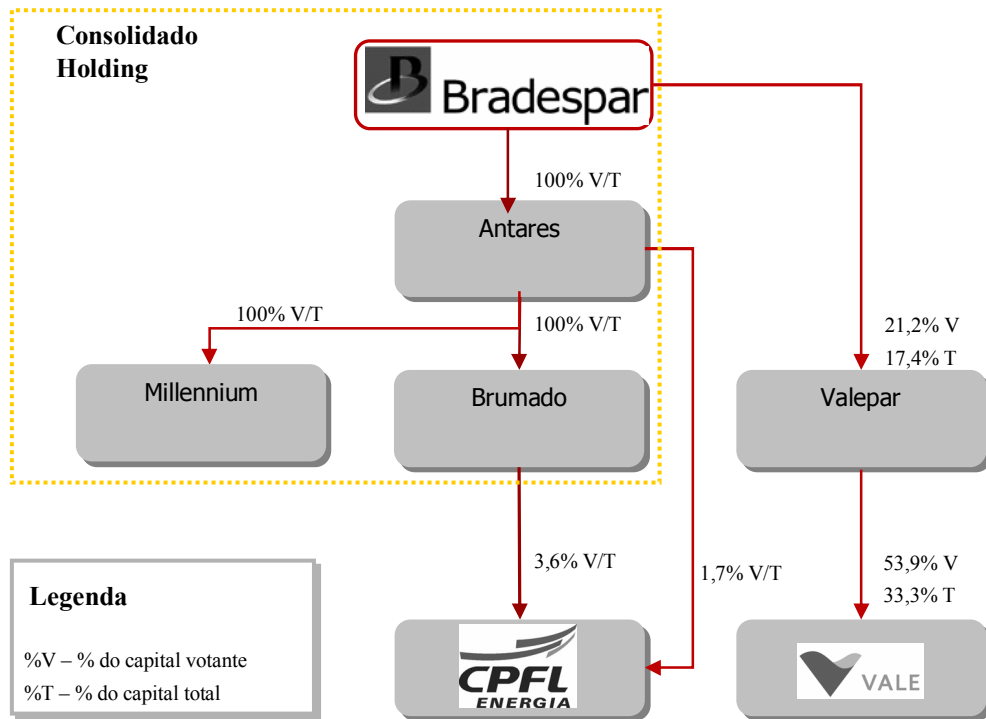 Consolidado
Holding
B
Bradespar
100% V/T
Antares
100% V/T
100% V/T
21,2% V
17,4% T
Millennium
Brumado
Valepar
3,6% V/T
1,7% V/T
53,9% V
33,3% T
Legenda
%V – % do capital votante
%T – % do capital total
CPFL
ENERGIA
VALE